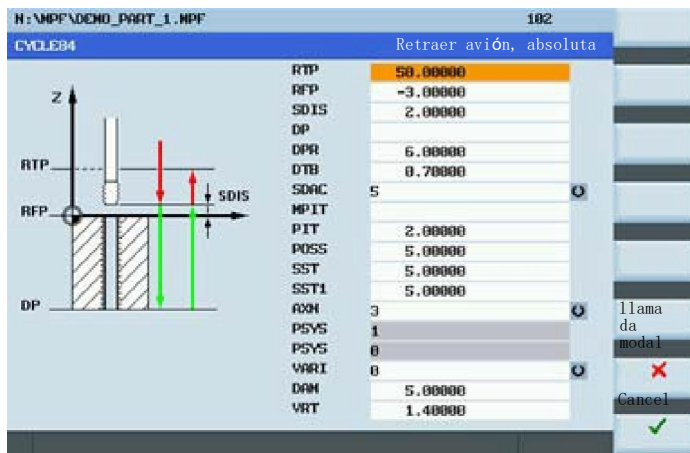 N:\MPF\DEMO_PART_1.MPF 102
CYCLE84 Retraer avión, absoluta
RTP 50.00000
RFP -3.00000
SDIS 2.00000
DP
DPR 6.00000
DTB 0.70000
SDAC 5
MPIT
PIT 2.00000
POSS 5.00000
SST 5.00000
SST1 5.00000
AXN 3
PSYS 1
PSYS 0
VARI 0
DAM 5.00000
VRT 1.40000
Z
RTP
SDIS
RFP
DP
llama
da
modal
Cancel